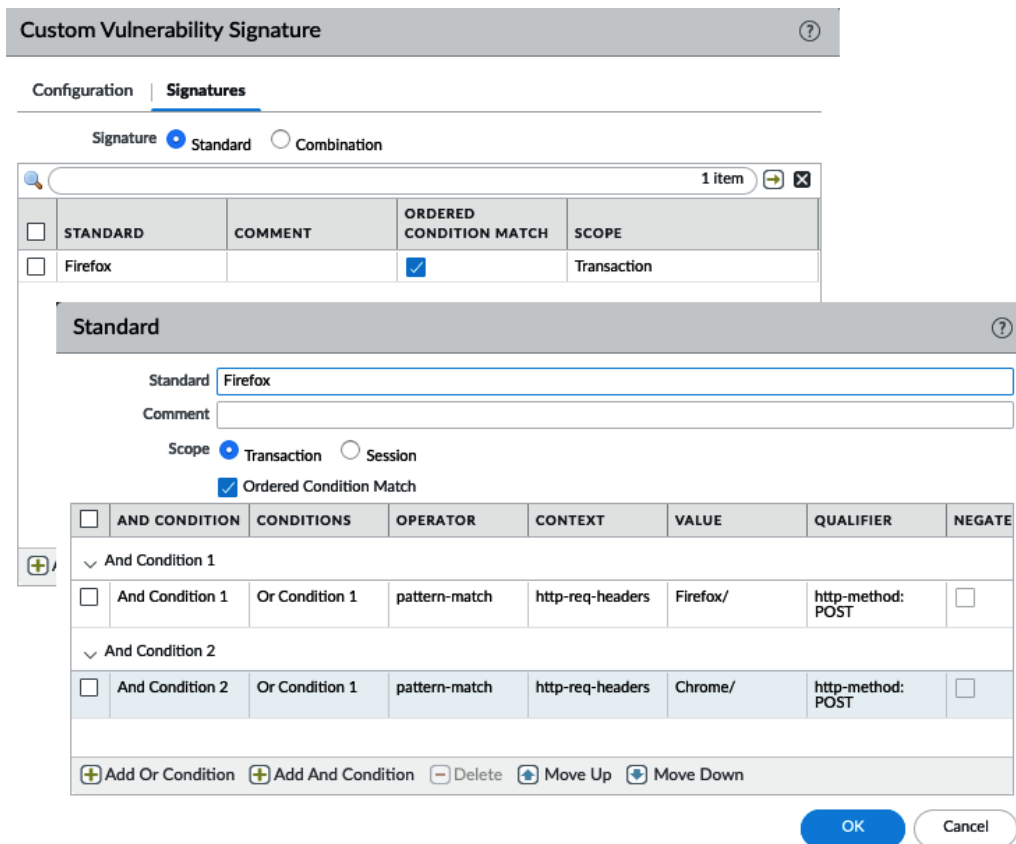 Custom Vulnerability Signature
Configuration | Signatures
Signature Standard Combination
1 item
STANDARD COMMENT ORDERED CONDITION MATCH SCOPE
Firefox Transaction
Standard
Standard Firefox
Comment
Scope Transaction Session
Ordered Condition Match
AND CONDITION CONDITIONS OPERATOR CONTEXT VALUE QUALIFIER NEGATE
And Condition 1
And Condition 1 Or Condition 1 pattern-match http-req-headers Firefox/ http-method: POST
And Condition 2
And Condition 2 Or Condition 1 pattern-match http-req-headers Chrome/ http-method: POST
Add Or Condition Add And Condition Delete Move Up Move Down
OK Cancel